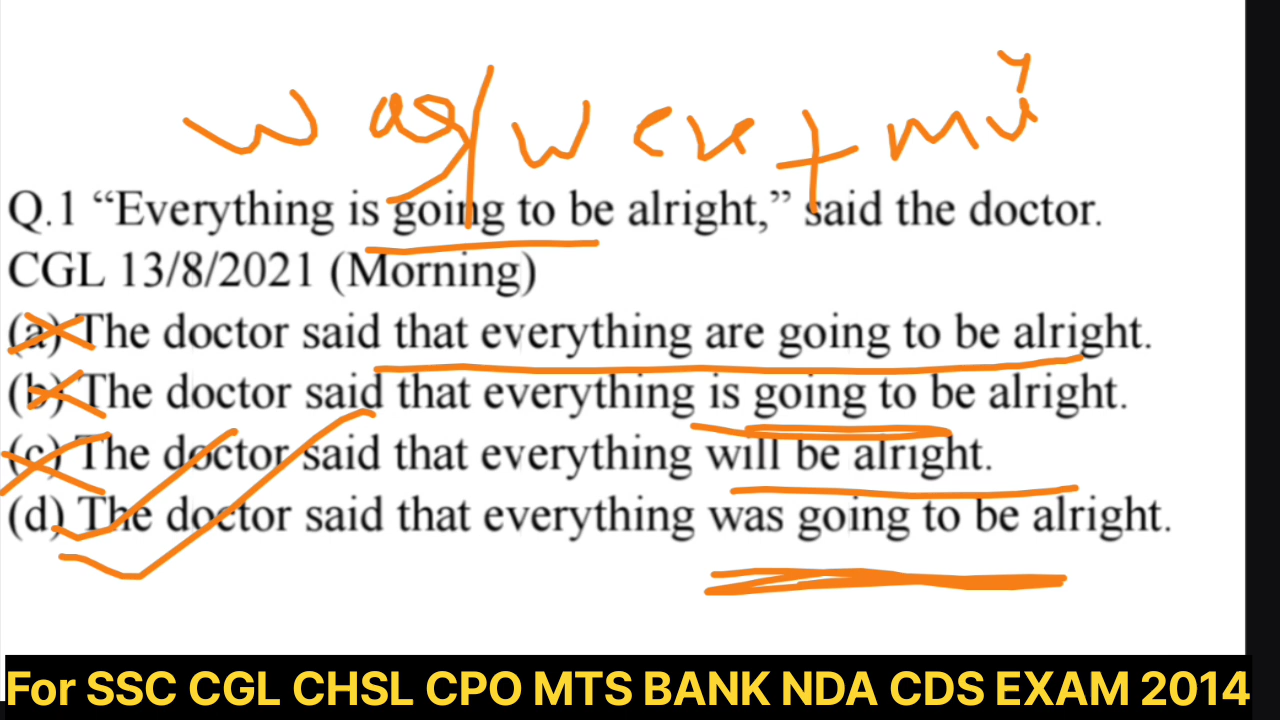 was/were + mv
Q.1 “Everything is going to be alright,” said the doctor.
CGL 13/8/2021 (Morning)
(a) The doctor said that everything are going to be alright.
(b) The doctor said that everything is going to be alright.
(c) The doctor said that everything will be alright.
(d) The doctor said that everything was going to be alright.
For SSC CGL CHSL CPO MTS BANK NDA CDS EXAM 2014